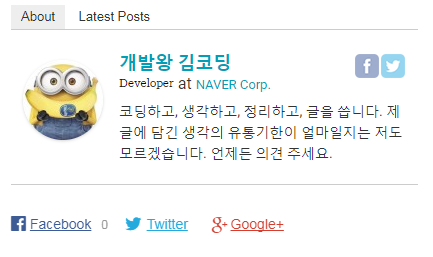 About Latest Posts
개발왕 김코딩
Developer at NAVER Corp.
코딩하고, 생각하고, 정리하고, 글을 씁니다. 제
글에 담긴 생각의 유통기한이 얼마일지는 저도
모르겠습니다. 언제든 의견 주세요.
Facebook 0 Twitter Google+